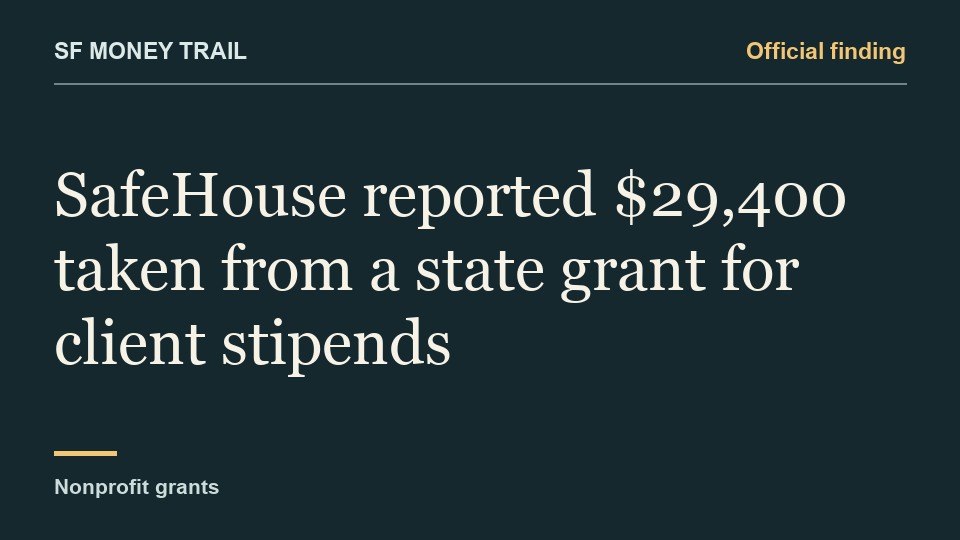 SF MONEY TRAIL
Official finding
SafeHouse reported $29,400
taken from a state grant for
client stipends
Nonprofit grants